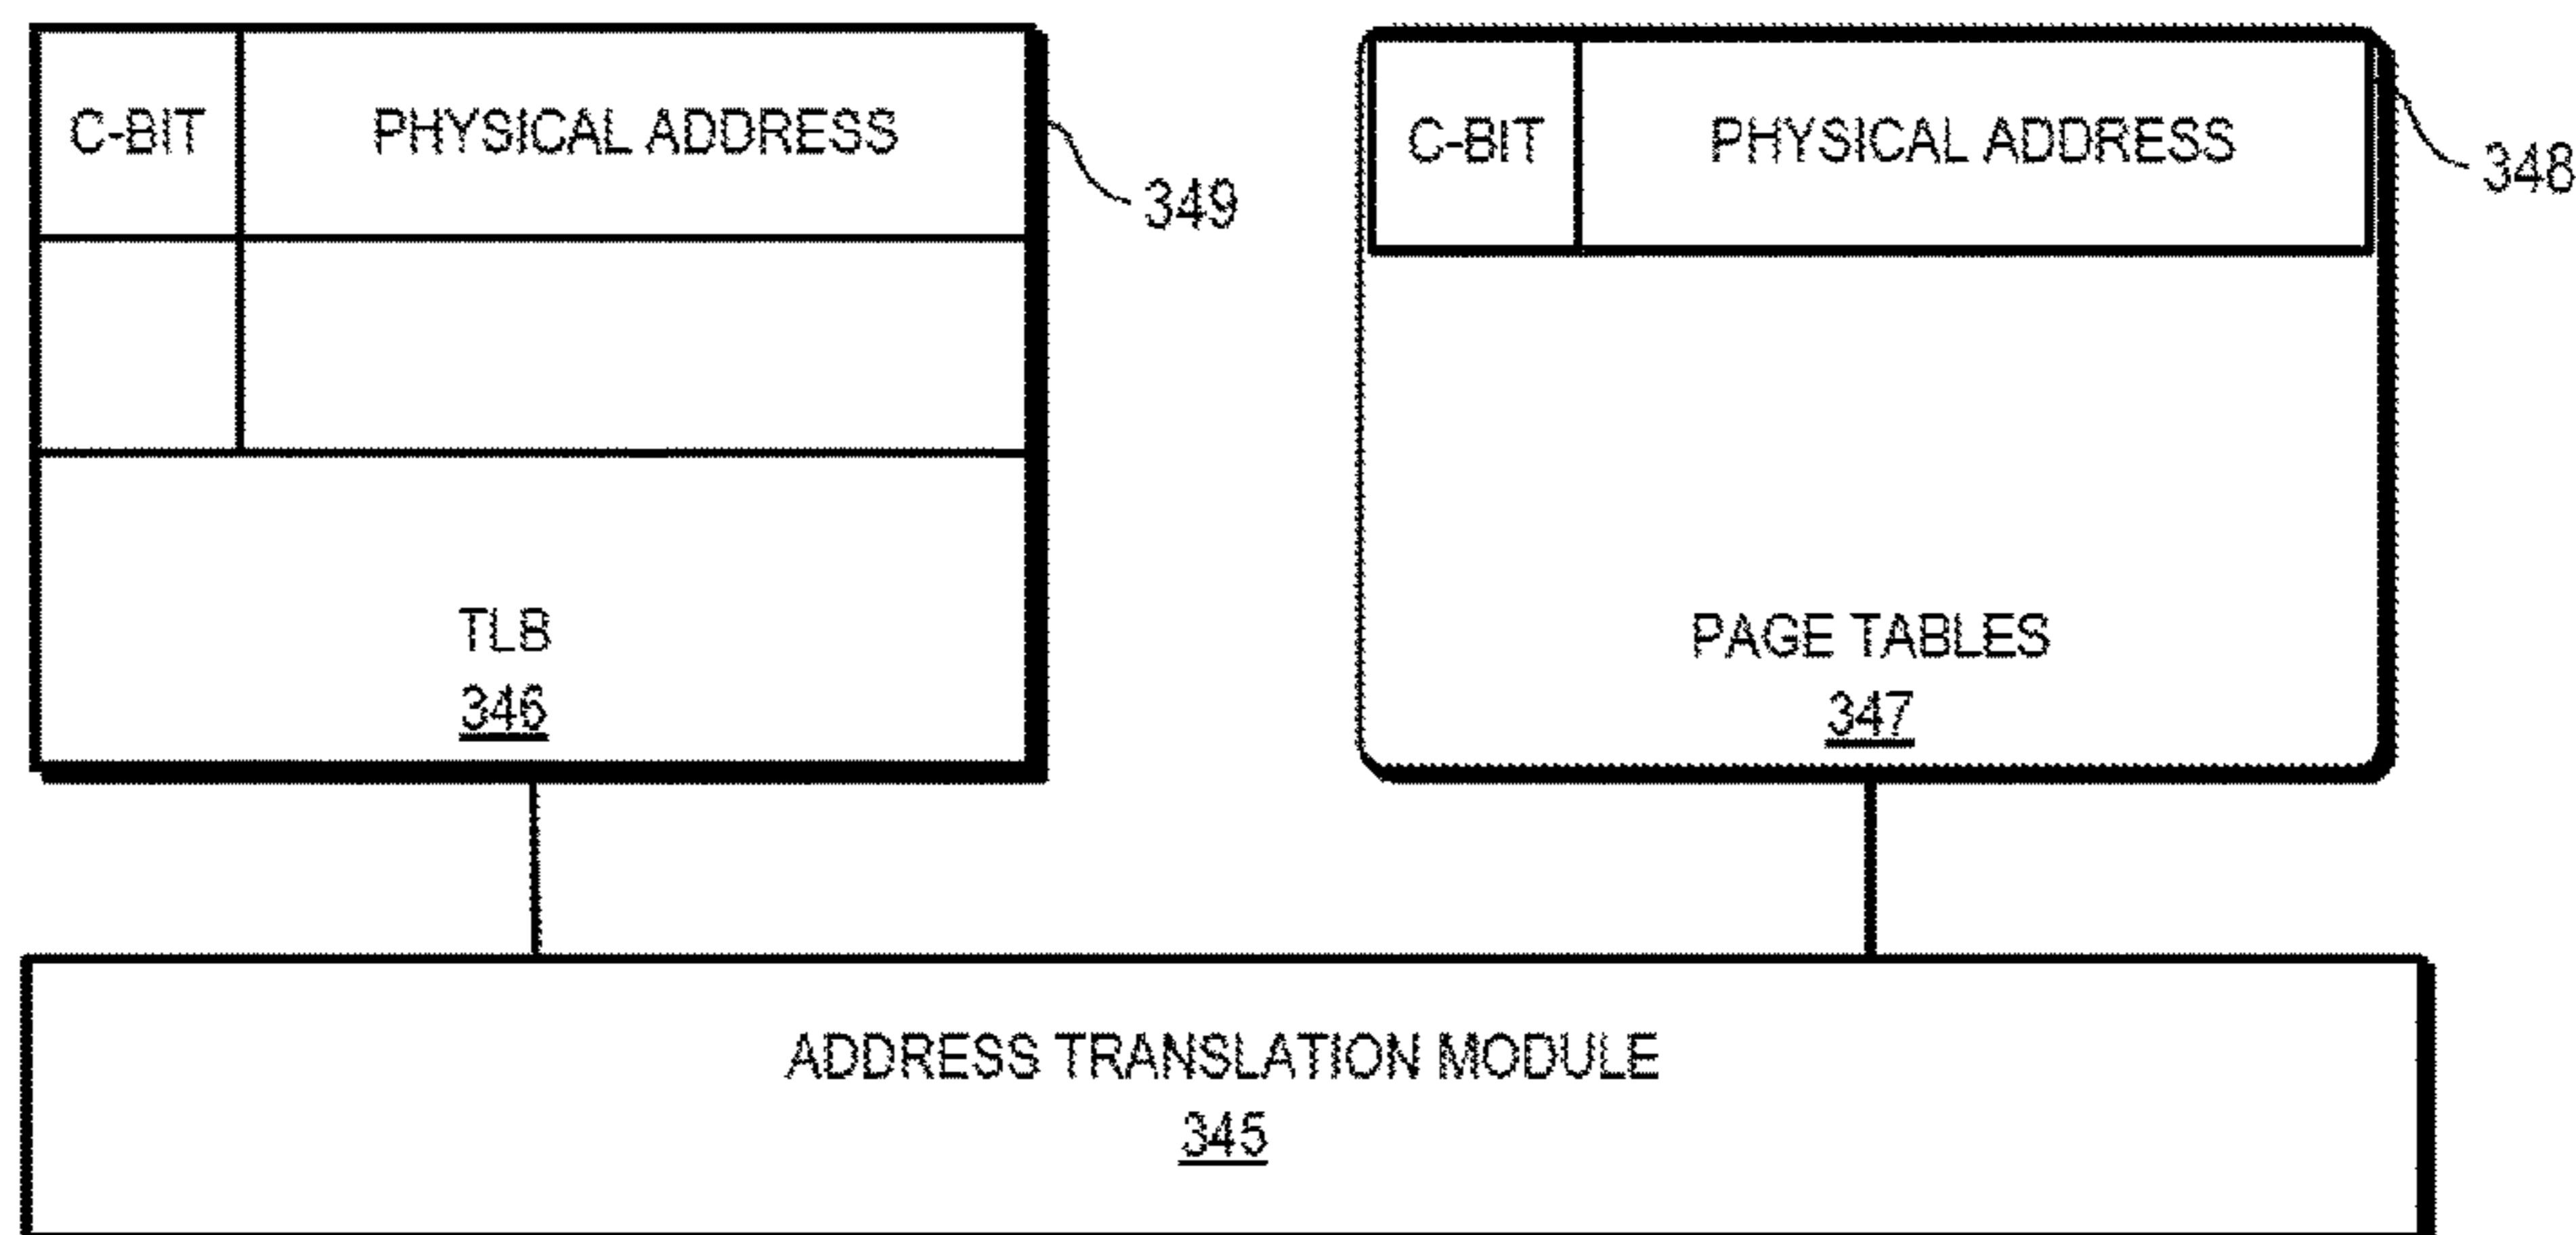 C-BIT PHYSICAL ADDRESS
349
C-BIT PHYSICAL ADDRESS
348
TLB
346
PAGE TABLES
347
ADDRESS TRANSLATION MODULE
345